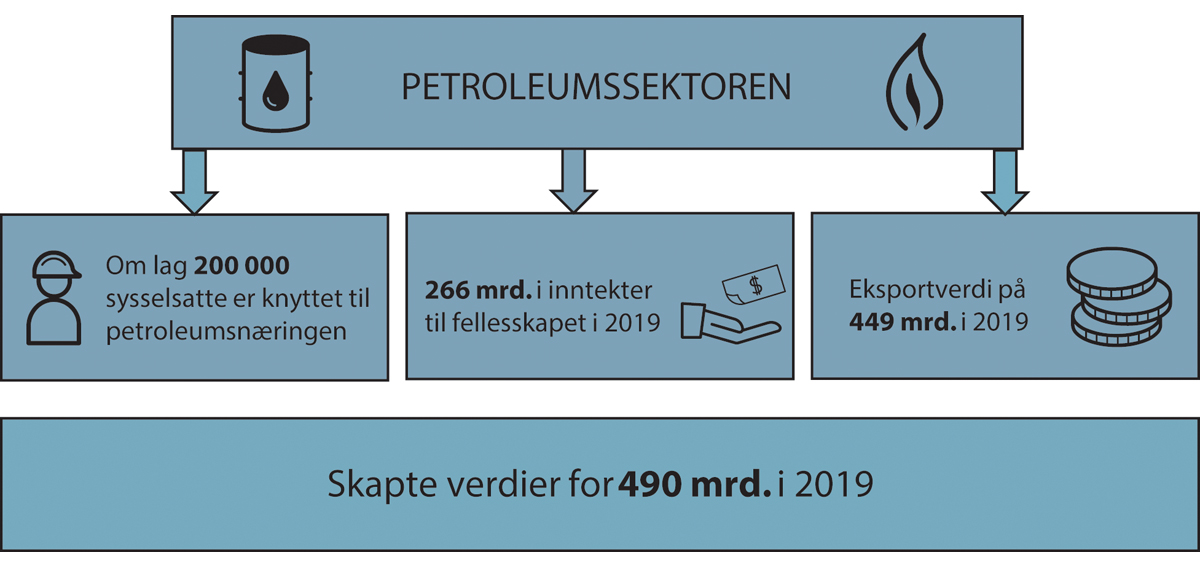 PETROLEUMSSEKTOREN
Om lag 200 000
sysselsatte er knyttet til
petroleumsnæringen
266 mrd. i inntekter
til fellesskapet i 2019
$
Eksportverdi på
449 mrd. i 2019
Skapte verdier for 490 mrd. i 2019